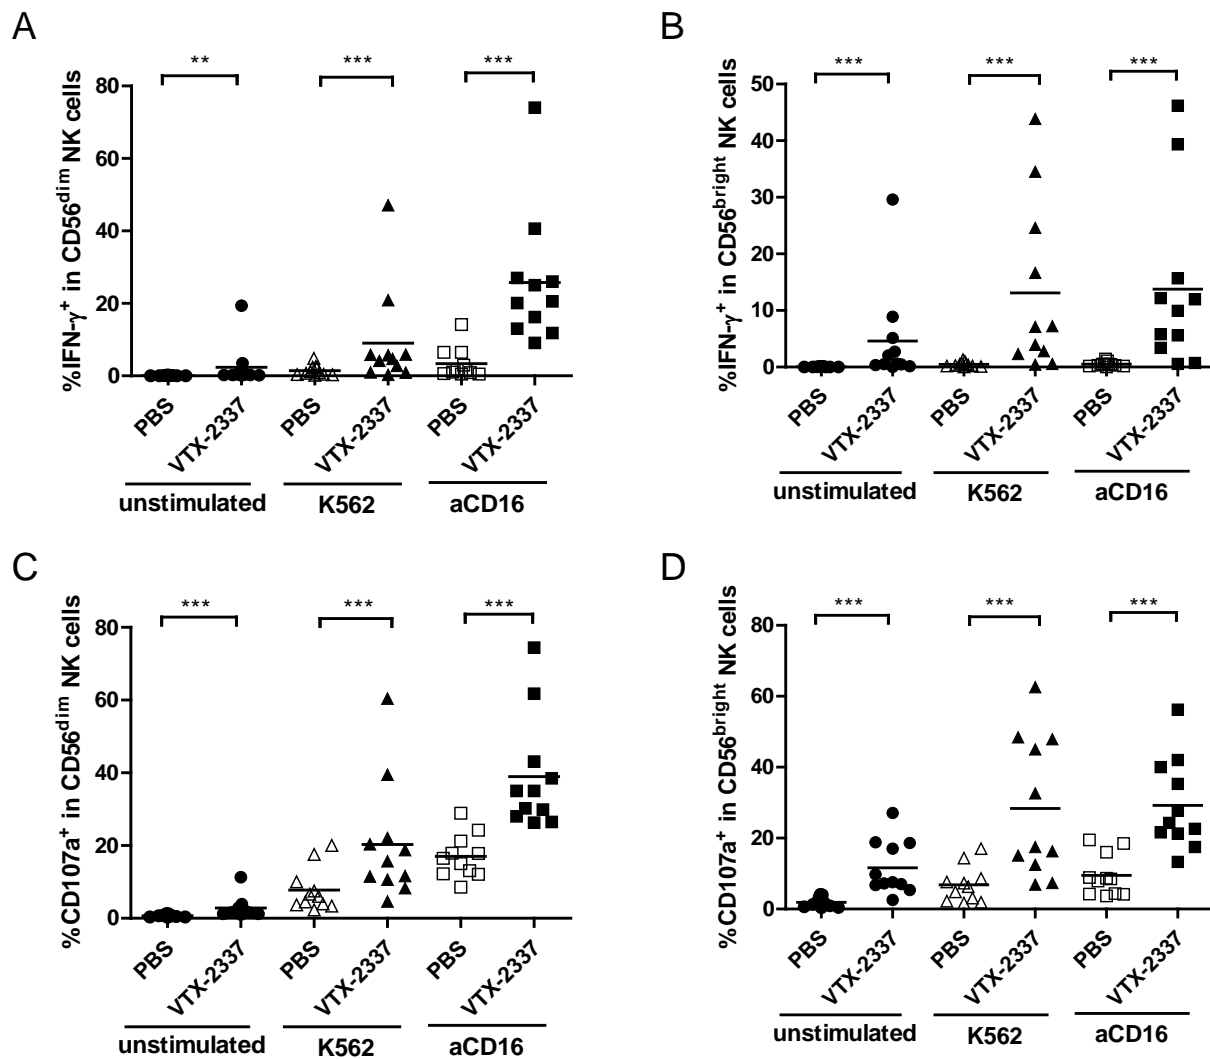 A
%IFN-γ+ in CD56dim NK cells
** *** ***
80
60
40
20
0
PBS VTX-2337 PBS VTX-2337 PBS VTX-2337
unstimulated K562 aCD16
B
%IFN-γ+ in CD56bright NK cells
*** *** ***
50
40
30
20
10
0
PBS VTX-2337 PBS VTX-2337 PBS VTX-2337
unstimulated K562 aCD16
C
%CD107a+ in CD56dim NK cells
*** *** ***
80
60
40
20
0
PBS VTX-2337 PBS VTX-2337 PBS VTX-2337
unstimulated K562 aCD16
D
%CD107a+ in CD56bright NK cells
*** *** ***
80
60
40
20
0
PBS VTX-2337 PBS VTX-2337 PBS VTX-2337
unstimulated K562 aCD16